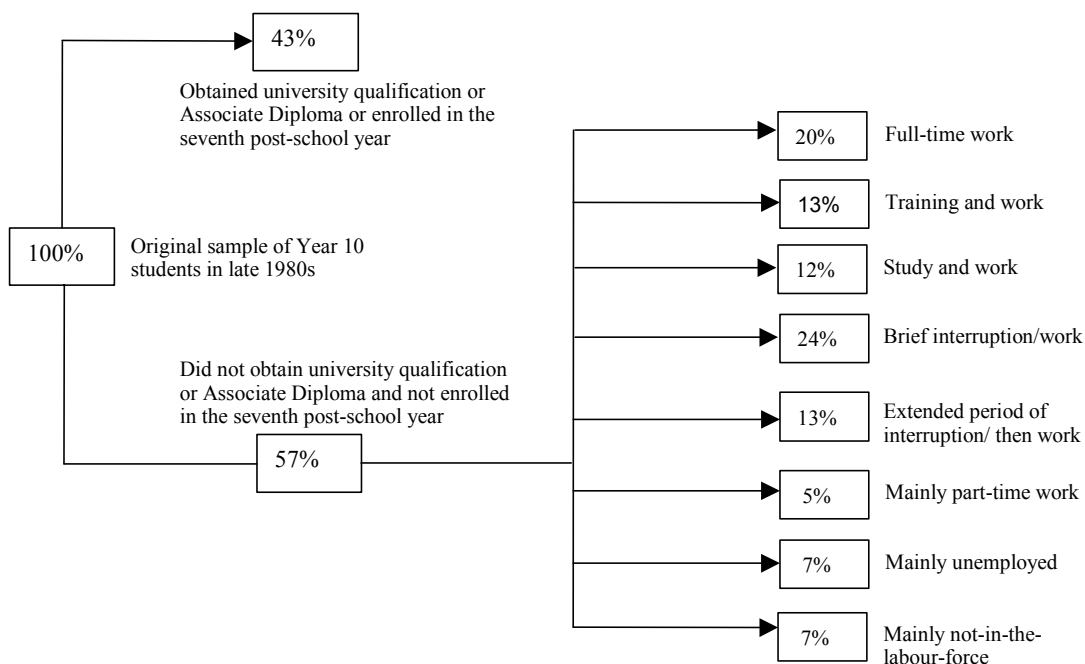 43%
Obtained university qualification or
Associate Diploma or enrolled in the
seventh post-school year
100%
Original sample of Year 10
students in late 1980s
Did not obtain university qualification
or Associate Diploma and not enrolled
in the seventh post-school year
57%
20%
Full-time work
13%
Training and work
12%
Study and work
24%
Brief interruption/work
13%
Extended period of
interruption/ then work
5%
Mainly part-time work
7%
Mainly unemployed
7%
Mainly not-in-the-
labour-force